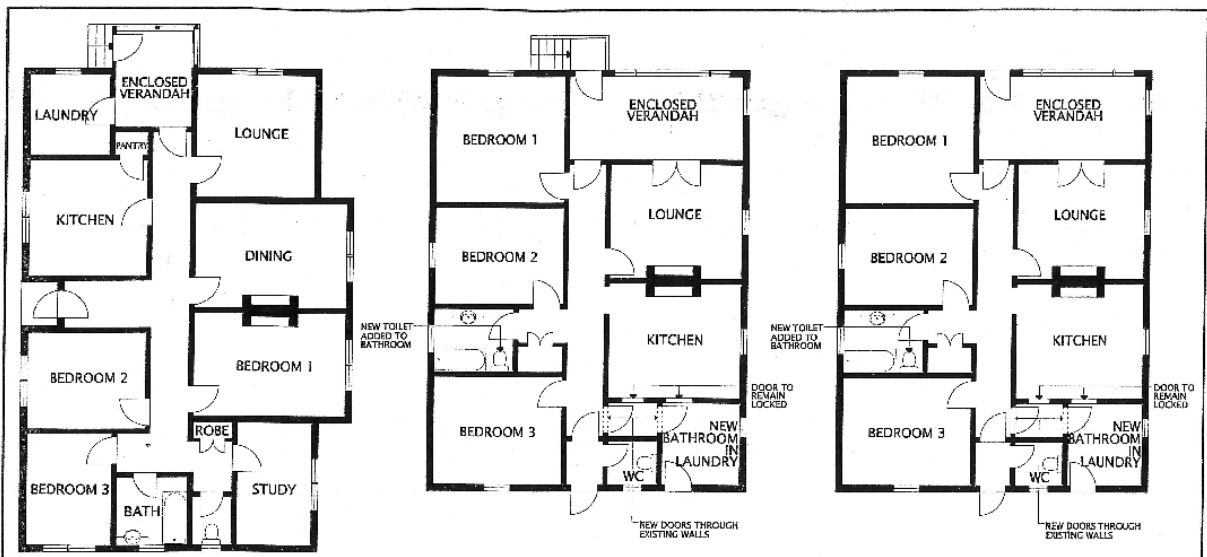 ENCLOSED
VERANDAH
LAUNDRY
LOUNGE
PANTRY
KITCHEN
DINING
BEDROOM 2
BEDROOM 1
ROBE
BEDROOM 3
BATH
STUDY
ENCLOSED
VERANDAH
BEDROOM 1
LOUNGE
BEDROOM 2
NEW TOILET
ADDED TO
BATHROOM
KITCHEN
DOOR TO
REMAIN
LOCKED
BEDROOM 3
NEW
BATHROOM
IN
LAUNDRY
WC
NEW DOORS THROUGH
EXISTING WALLS
ENCLOSED
VERANDAH
BEDROOM 1
LOUNGE
BEDROOM 2
NEW TOILET
ADDED TO
BATHROOM
KITCHEN
DOOR TO
REMAIN
LOCKED
BEDROOM 3
NEW
BATHROOM
IN
LAUNDRY
WC
NEW DOORS THROUGH
EXISTING WALLS